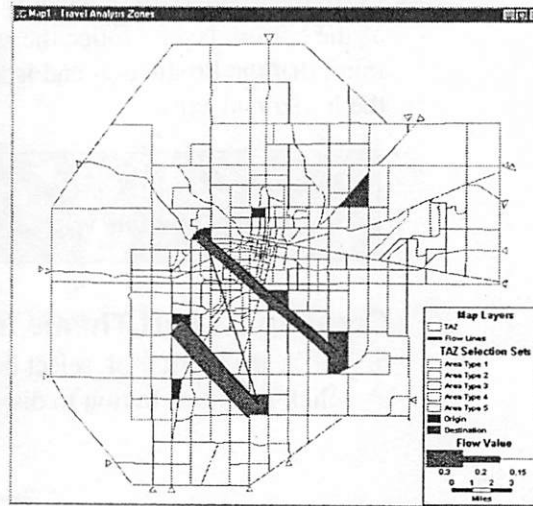 Map1 - Travel Analysis Zones
Map Layers
TAZ
Flow Lines
TAZ Selection Sets
Area Type 1
Area Type 2
Area Type 3
Area Type 4
Area Type 5
Origin
Destination
Flow Value
0.3 0.2 0.15
0 1 2 3
Miles